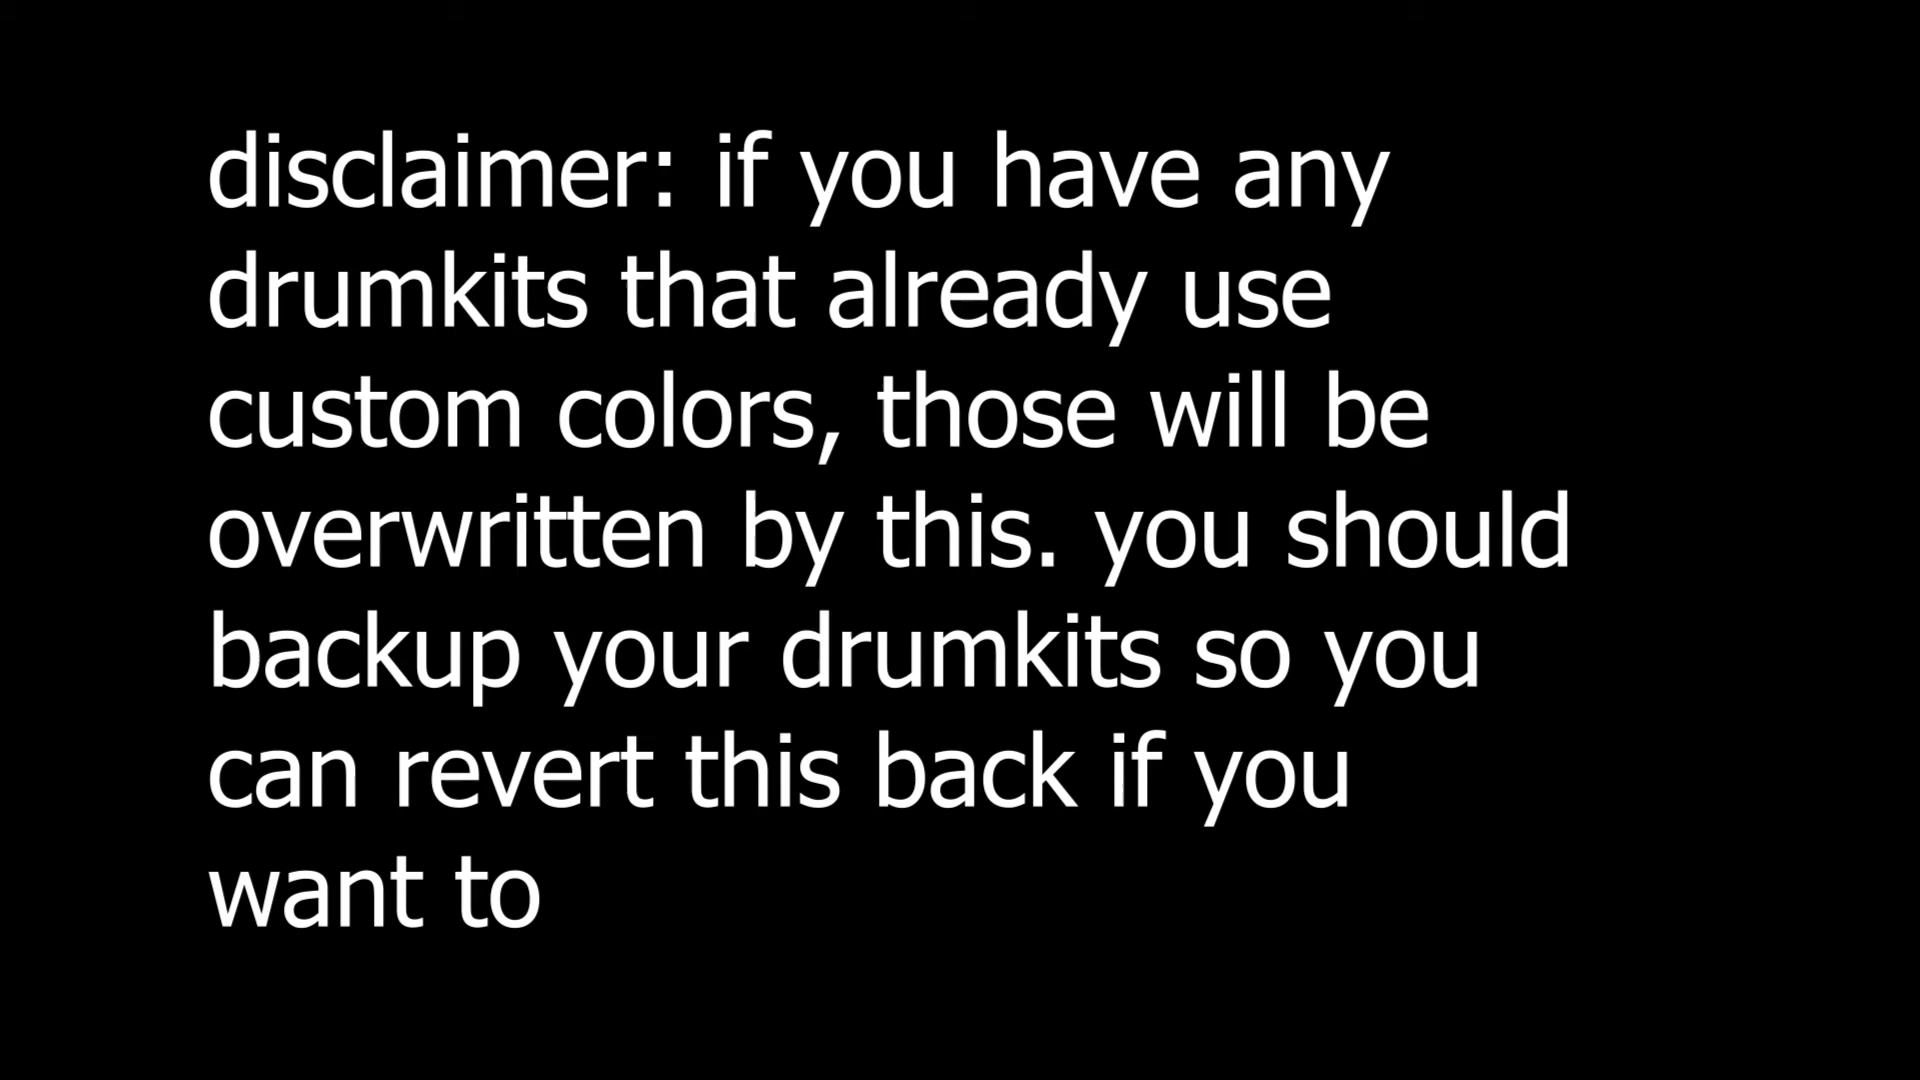 disclaimer: if you have any
drumkits that already use
custom colors, those will be
overwritten by this. you should
backup your drumkits so you
can revert this back if you
want to